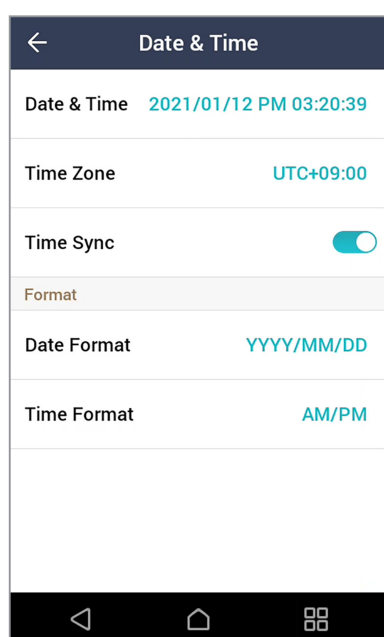 Date & Time
Date & Time 2021/01/12 PM 03:20:39
Time Zone UTC+09:00
Time Sync
Format
Date Format YYYY/MM/DD
Time Format AM/PM